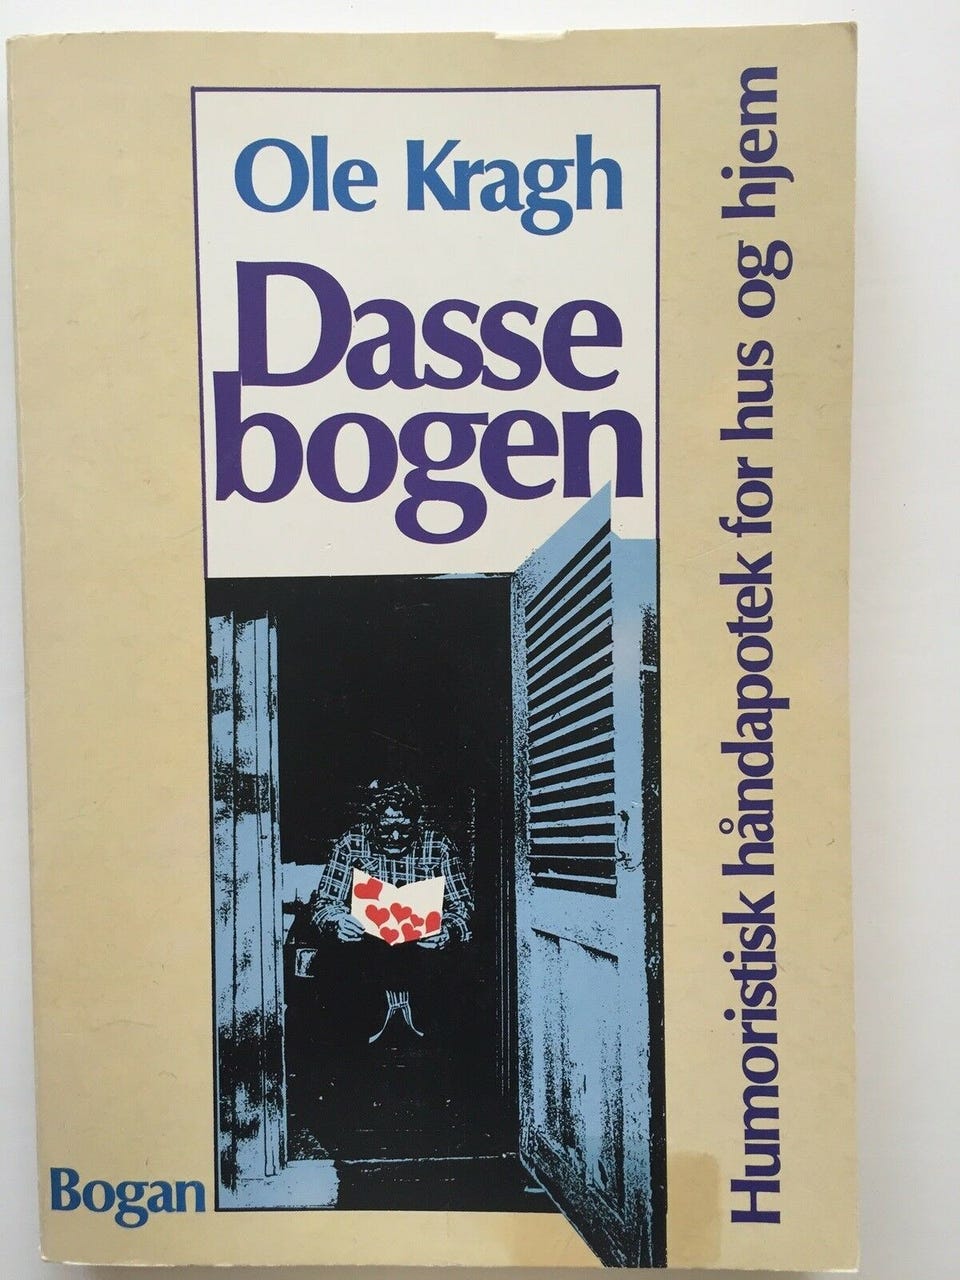 Ole Kragh
Dasse
bogen
Humoristisk håndapotek for hus og hjem
Bogan